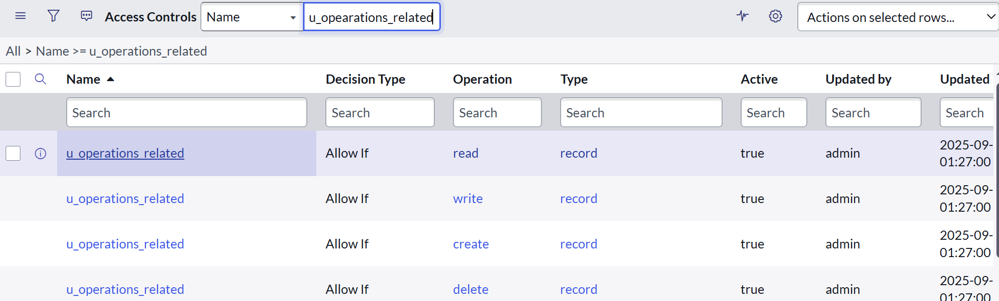 Access Controls Name u_opearations_related Actions on selected rows...
All > Name >= u_operations_related
Name Decision Type Operation Type Active Updated by Updated
Search Search Search Search Search Search Search
u_operations_related Allow If read record true admin 2025-09-
01:27:00
u_operations_related Allow If write record true admin 2025-09-
01:27:00
u_operations_related Allow If create record true admin 2025-09-
01:27:00
u_operations_related Allow If delete record true admin 2025-09-
01:27:00